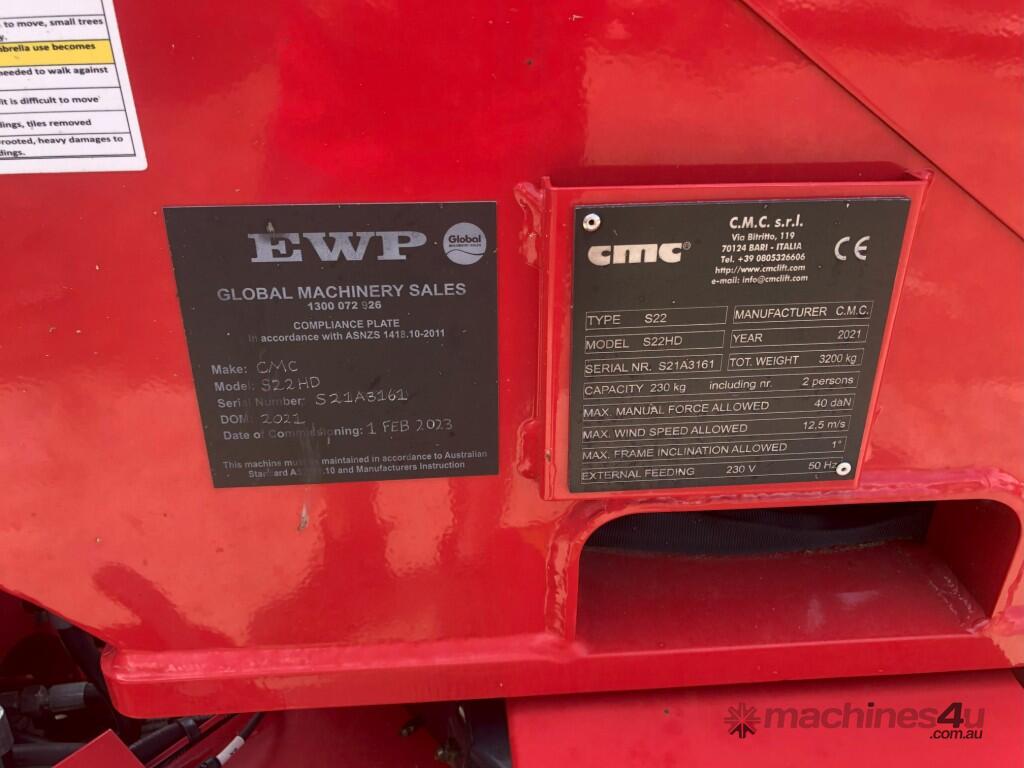 to move, small trees
y.
brella use becomes
needed to walk against
it is difficult to move
dings, tiles removed
rooted, heavy damages to
dings.
EWP
Global
MACHINERY SALES
GLOBAL MACHINERY SALES
1300 072 926
COMPLIANCE PLATE
In accordance with ASNZS 1418.10-2011
Make: CMC
Model: S22HD
Serial Number: S21A3161
DOM: 2021
Date of Commissioning: 1 FEB 2023
This machine must be maintained in accordance to Australian
Standard AS .10 and Manufacturers Instruction
C.M.C. s.r.l.
Via Bitritto, 119
70124 BARI - ITALIA
Tel. +39 0805326606
http://www.cmclift.com
e-mail: info@cmclift.com
cmc®
CE
TYPE S22
MANUFACTURER C.M.C.
MODEL S22HD
YEAR 2021
SERIAL NR. S21A3161
TOT. WEIGHT 3200 kg
CAPACITY 230 kg including nr. 2 persons
MAX. MANUAL FORCE ALLOWED 40 daN
MAX. WIND SPEED ALLOWED 12,5 m/s
MAX. FRAME INCLINATION ALLOWED 1°
EXTERNAL FEEDING 230 V 50 Hz
machines4u
.com.au